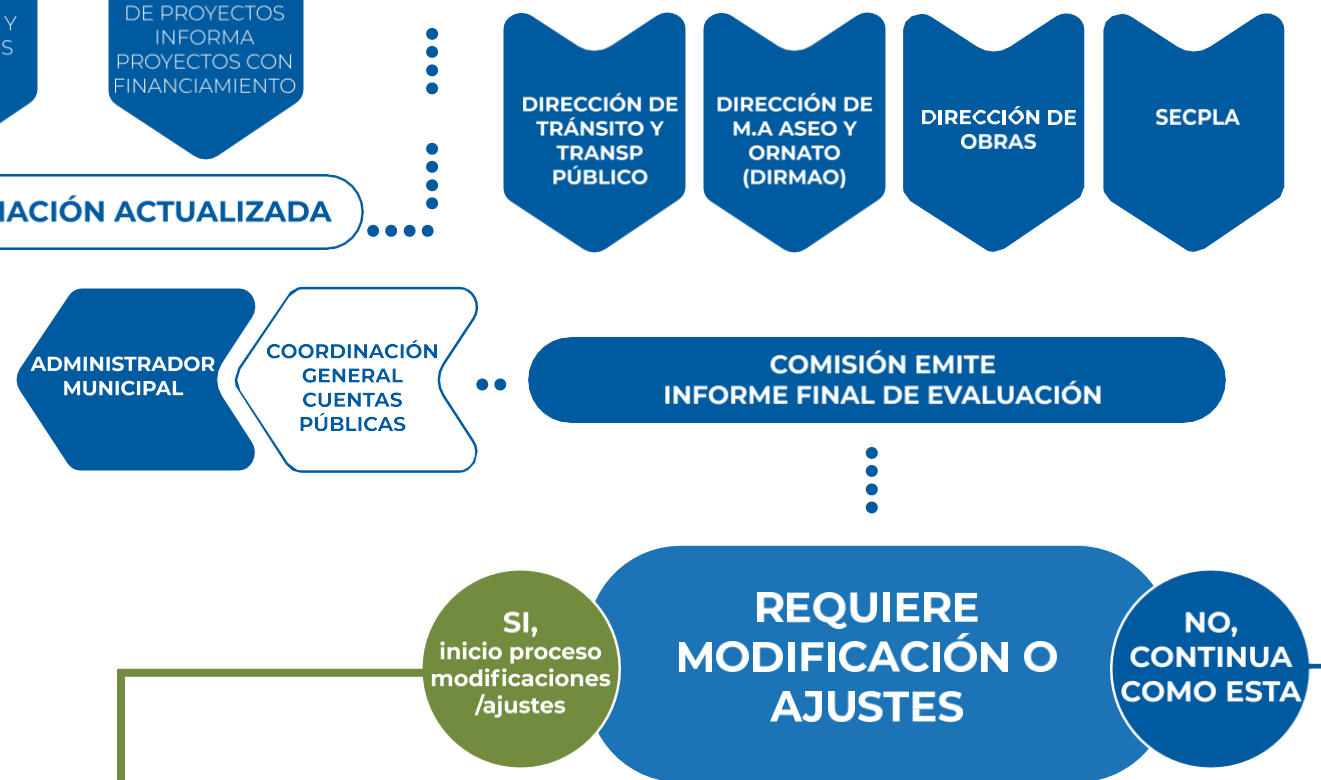 Y
S
DE PROYECTOS
INFORMA
PROYECTOS CON
FINANCIAMIENTO
DIRECCIÓN DE
TRÁNSITO Y
TRANSP
PÚBLICO
DIRECCIÓN DE
M.A ASEO Y
ORNATO
(DIRMAO)
DIRECCIÓN DE
OBRAS
SECPLA
ACIÓN ACTUALIZADA
ADMINISTRADOR
MUNICIPAL
COORDINACIÓN
GENERAL
CUENTAS
PÚBLICAS
COMISIÓN EMITE
INFORME FINAL DE EVALUACIÓN
SI,
inicio proceso
modificaciones
/ajustes
REQUIERE
MODIFICACIÓN O
AJUSTES
NO,
CONTINUA
COMO ESTA